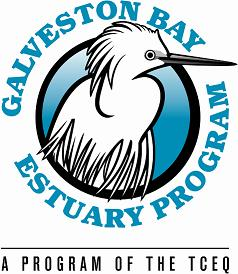 GALVESTON BAY
ESTUARY PROGRAM
A PROGRAM OF THE TCEQ